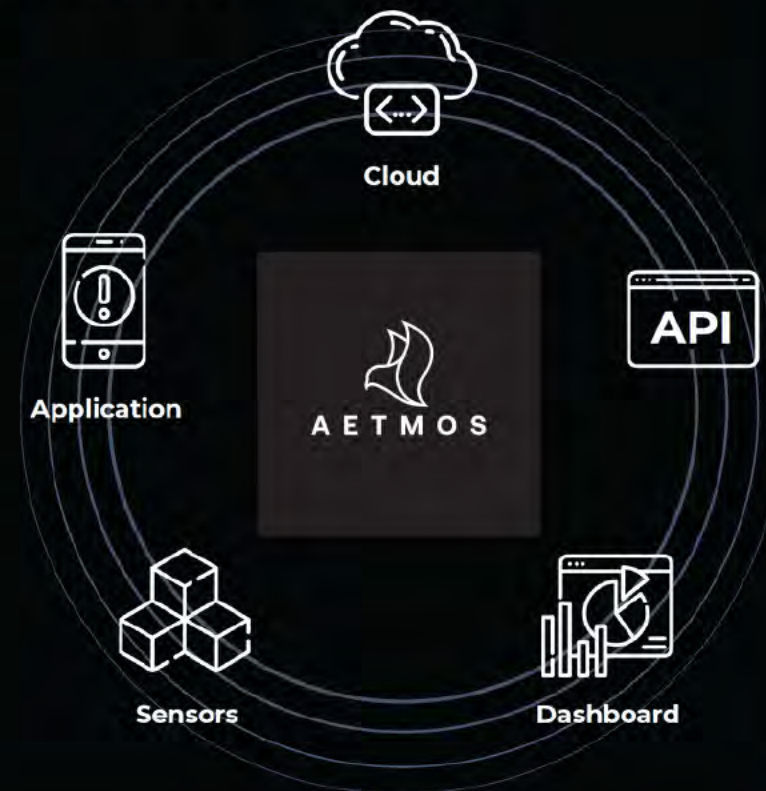 Cloud
API
Application
AETMOS
Sensors
Dashboard